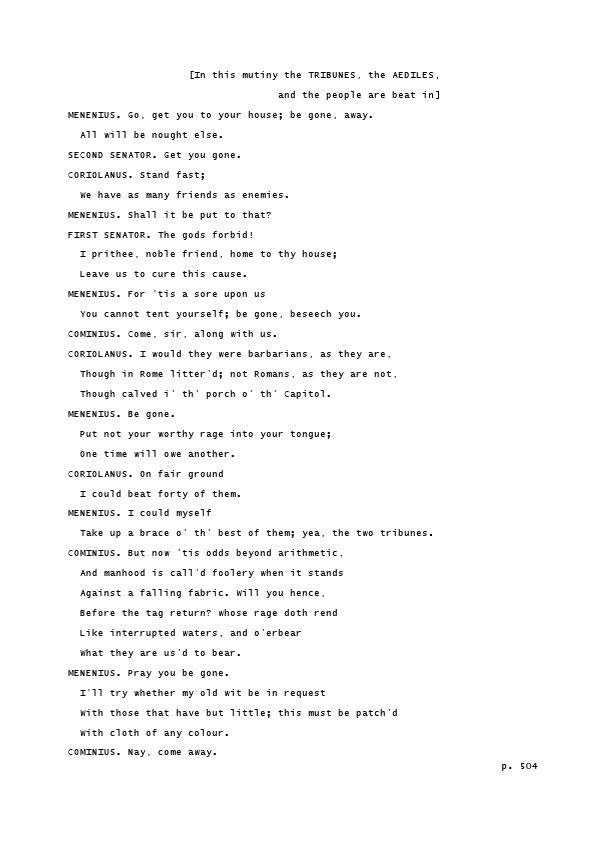 [In this mutiny the TRIBUNES, the AEDILES,
and the people are beat in]
MENENIUS. Go, get you to your house; be gone, away.
All will be nought else.
SECOND SENATOR. Get you gone.
CORIOLANUS. Stand fast;
We have as many friends as enemies.
MENENIUS. Shall it be put to that?
FIRST SENATOR. The gods forbid!
I prithee, noble friend, home to thy house;
Leave us to cure this cause.
MENENIUS. For 'tis a sore upon us
You cannot tent yourself; be gone, beseech you.
COMINIUS. Come, sir, along with us.
CORIOLANUS. I would they were barbarians, as they are,
Though in Rome litter'd; not Romans, as they are not,
Though calved i' th' porch o' th' Capitol.
MENENIUS. Be gone.
Put not your worthy rage into your tongue;
One time will owe another.
CORIOLANUS. On fair ground
I could beat forty of them.
MENENIUS. I could myself
Take up a brace o' th' best of them; yea, the two tribunes.
COMINIUS. But now 'tis odds beyond arithmetic,
And manhood is call'd foolery when it stands
Against a falling fabric. Will you hence,
Before the tag return? whose rage doth rend
Like interrupted waters, and o'erbear
What they are us'd to bear.
MENENIUS. Pray you be gone.
I'll try whether my old wit be in request
With those that have but little; this must be patch'd
With cloth of any colour.
COMINIUS. Nay, come away.
p. 504